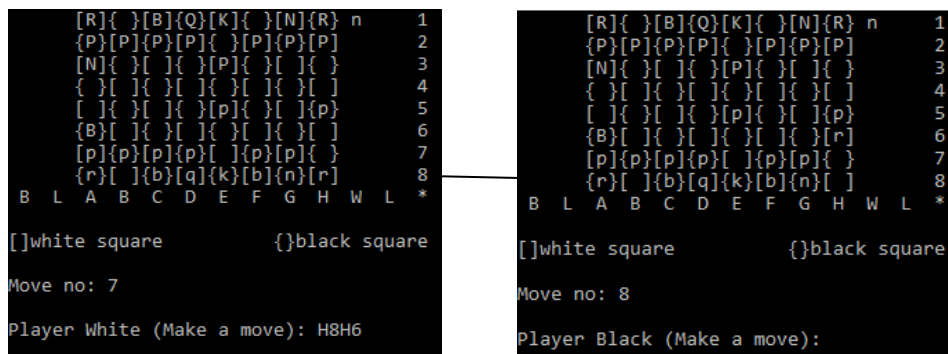 [R]{ }[B]{Q}[K]{ }[N]{R} n 1
{P}[P]{P}[P]{ }[P]{P}[P] 2
[N]{ }[ ]{ }[P]{ }[ ]{ } 3
{ }[ ]{ }[ ]{ }[ ]{ }[ ] 4
[ ]{ }[ ]{ }[p]{ }[ ]{p} 5
{B}[ ]{ }[ ]{ }[ ]{ }[ ] 6
[p]{p}[p]{p}[ ]{p}[p]{ } 7
{r}[ ]{b}[q]{k}[b]{n}[r] 8
B L A B C D E F G H W L *
[]white square {}black square
Move no: 7
Player White (Make a move): H8H6
[R]{ }[B]{Q}[K]{ }[N]{R} n 1
{P}[P]{P}[P]{ }[P]{P}[P] 2
[N]{ }[ ]{ }[P]{ }[ ]{ } 3
{ }[ ]{ }[ ]{ }[ ]{ }[ ] 4
[ ]{ }[ ]{ }[p]{ }[ ]{p} 5
{B}[ ]{ }[ ]{ }[ ]{ }[r] 6
[p]{p}[p]{p}[ ]{p}[p]{ } 7
{r}[ ]{b}[q]{k}[b]{n}[ ] 8
B L A B C D E F G H W L *
[]white square {}black square
Move no: 8
Player Black (Make a move):